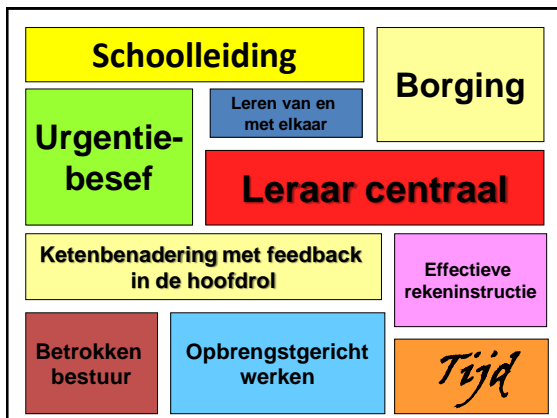 Schoolleiding
Borging
Urgentie-
besef
Leren van en
met elkaar
Leraar centraal
Ketenbenadering met feedback
in de hoofdrol
Effectieve
rekeninstructie
Betrokken
bestuur
Opbrengstgericht
werken
Tijd